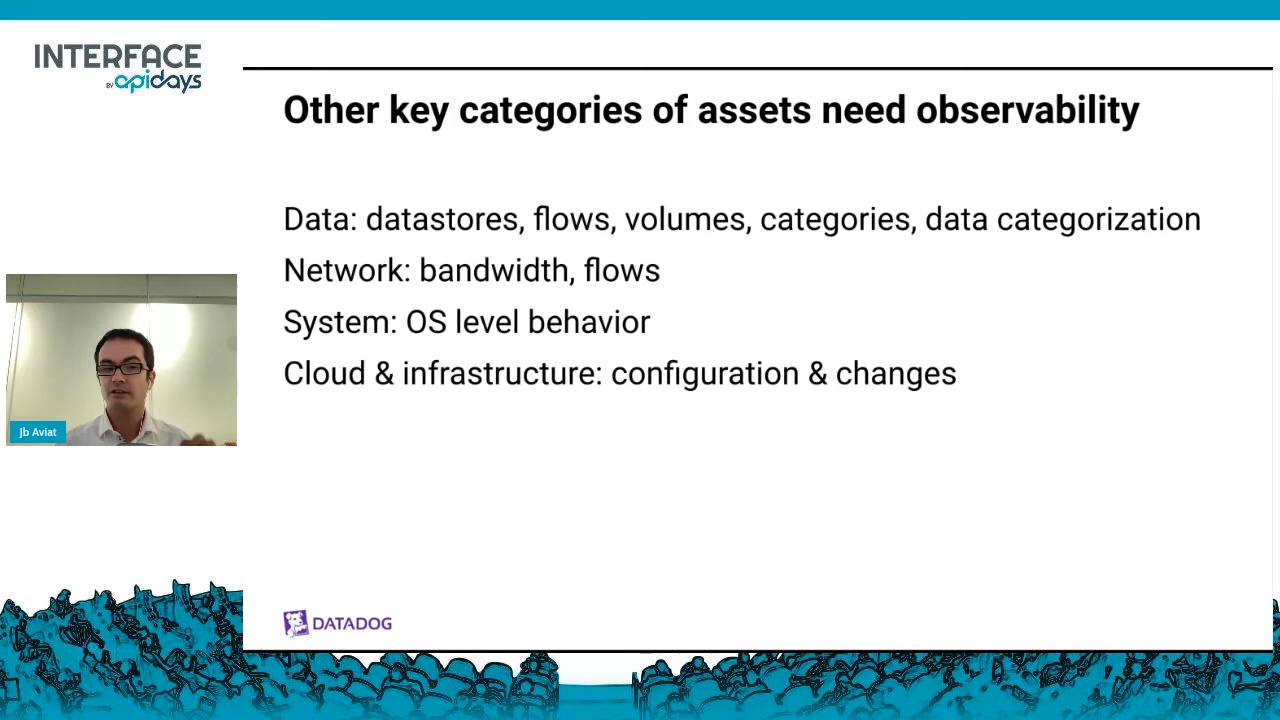 INTERFACE
BY apidays
Other key categories of assets need observability
Data: datastores, flows, volumes, categories, data categorization
Network: bandwidth, flows
System: OS level behavior
Cloud & infrastructure: configuration & changes
Jb Aviat
DATADOG